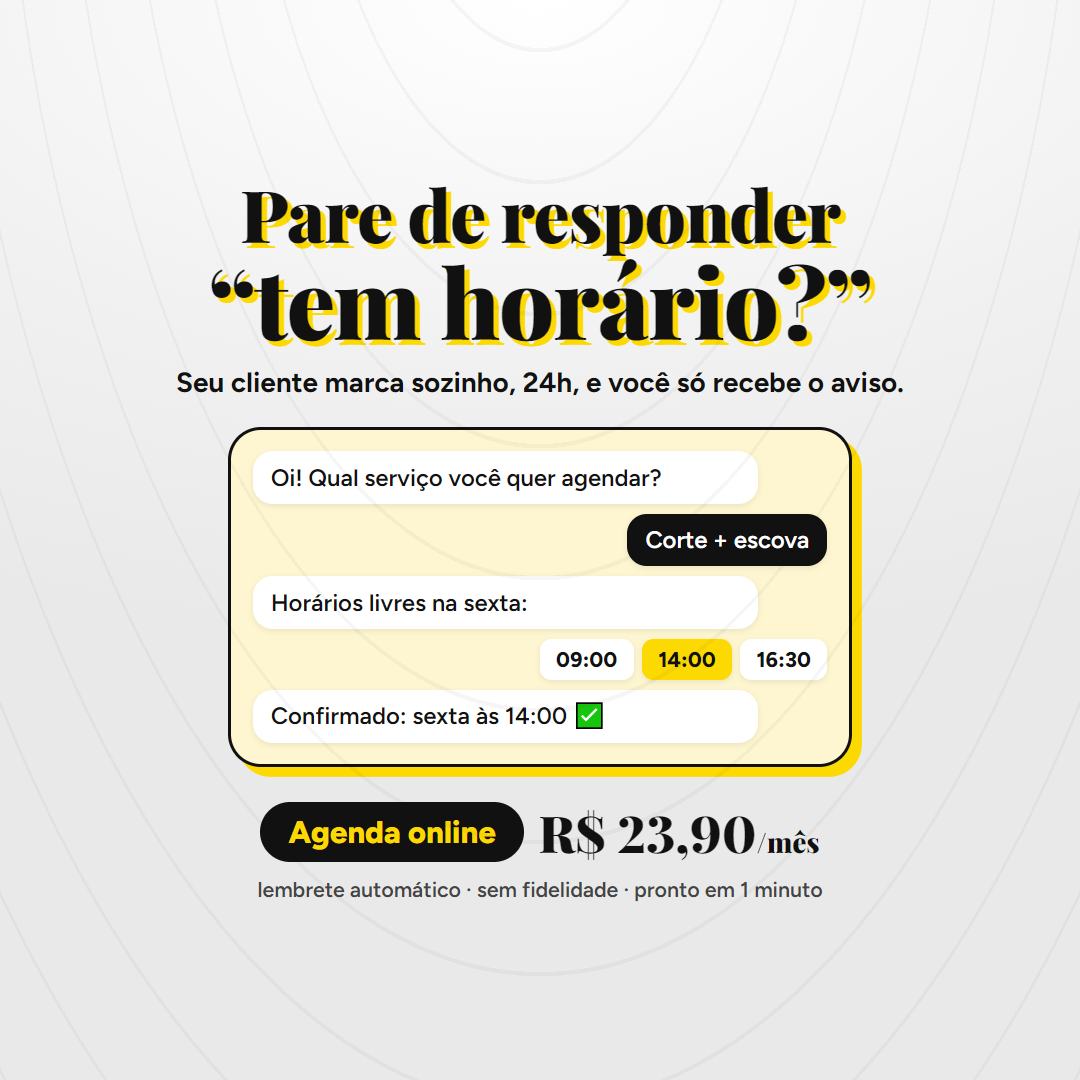 Pare de responder
“tem horário?”
Seu cliente marca sozinho, 24h, e você só recebe o aviso.
Oi! Qual serviço você quer agendar?
Corte + escova
Horários livres na sexta:
09:00 14:00 16:30
Confirmado: sexta às 14:00 ✅
Agenda online R$ 23,90/mês
lembrete automático · sem fidelidade · pronto em 1 minuto